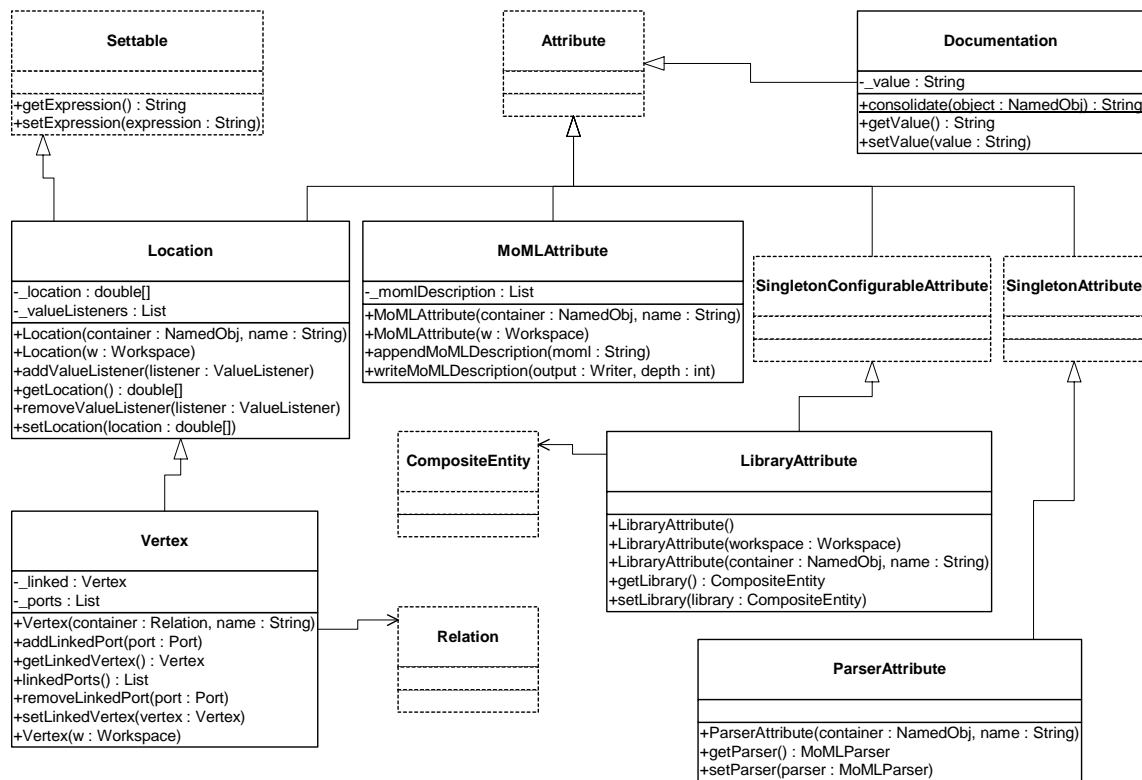 Settable
+getExpression() : String
+setExpression(expression : String)
Attribute
Documentation
-_value : String
+consolidate(object : NamedObj) : String
+getValue() : String
+setValue(value : String)
Location
-_location : double[]
-_valueListeners : List
+Location(container : NamedObj, name : String)
+Location(w : Workspace)
+addValueListener(listener : ValueListener)
+getLocation() : double[]
+removeValueListener(listener : ValueListener)
+setLocation(location : double[])
MoMLAttribute
-_momlDescription : List
+MoMLAttribute(container : NamedObj, name : String)
+MoMLAttribute(w : Workspace)
+appendMoMLDescription(moml : String)
+writeMoMLDescription(output : Writer, depth : int)
SingletonConfigurableAttribute
SingletonAttribute
CompositeEntity
LibraryAttribute
+LibraryAttribute()
+LibraryAttribute(workspace : Workspace)
+LibraryAttribute(container : NamedObj, name : String)
+getLibrary() : CompositeEntity
+setLibrary(library : CompositeEntity)
Vertex
-_linked : Vertex
-_ports : List
+Vertex(container : Relation, name : String)
+addLinkedPort(port : Port)
+getLinkedVertex() : Vertex
+linkedPorts() : List
+removeLinkedPort(port : Port)
+setLinkedVertex(vertex : Vertex)
+Vertex(w : Workspace)
Relation
ParserAttribute
+ParserAttribute(container : NamedObj, name : String)
+getParser() : MoMLParser
+setParser(parser : MoMLParser)